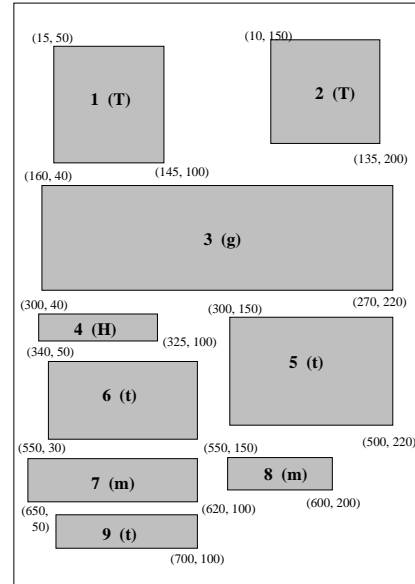 (15, 50)
(10, 150)
1 (T)
2 (T)
(145, 100)
(135, 200)
(160, 40)
3 (g)
(270, 220)
(300, 40)
(300, 150)
4 (H)
(325, 100)
(340, 50)
5 (t)
6 (t)
(500, 220)
(550, 30)
(550, 150)
7 (m)
8 (m)
(620, 100)
(600, 200)
(650,
50)
9 (t)
(700, 100)